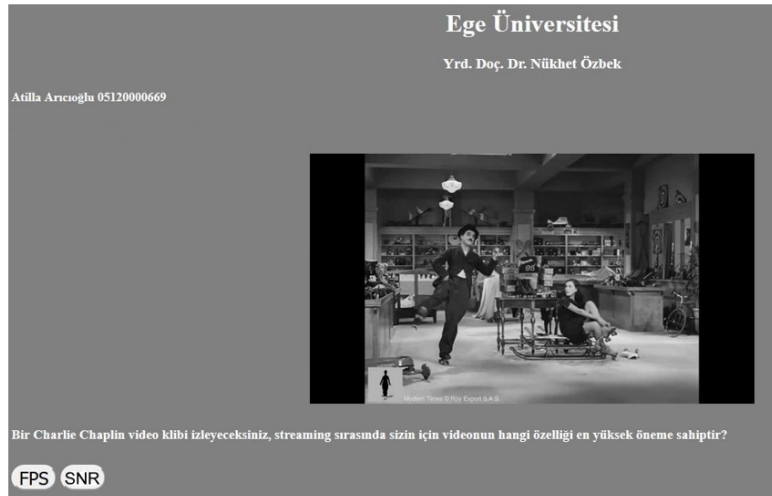 Ege Üniversitesi
Yrd. Doç. Dr. Nükhet Özbek
Atilla Arıcıoğlu 05120000669
Modern Times © Roy Export S.A.S.
Bir Charlie Chaplin video klibi izleyeceksiniz, streaming sırasında sizin için videonun hangi özelliği en yüksek öneme sahiptir?
FPS SNR